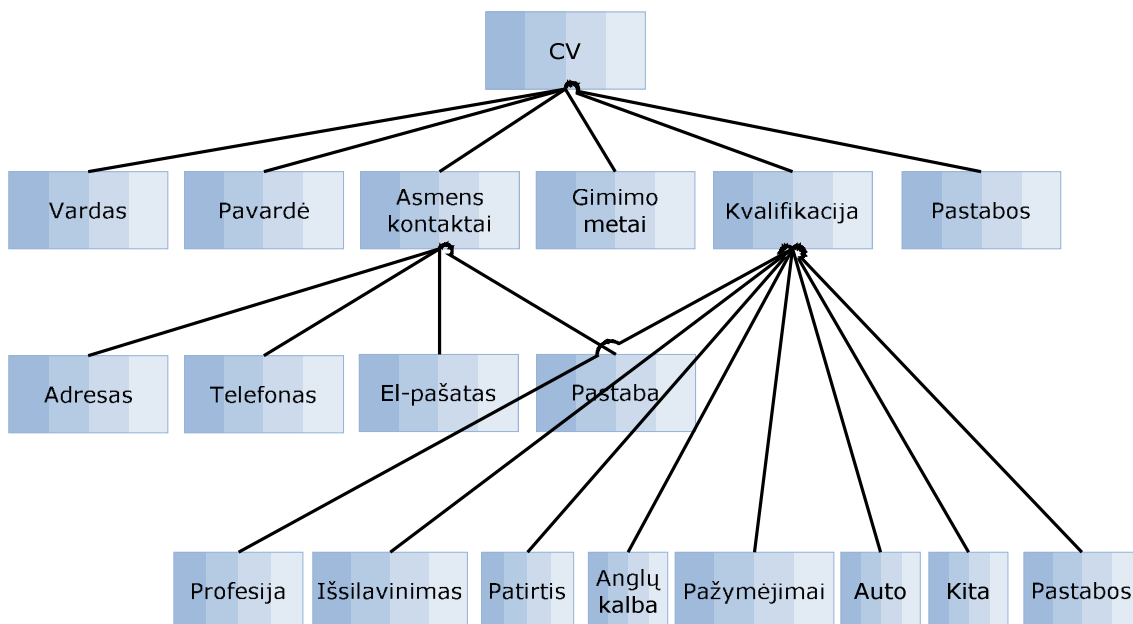 CV
Vardas
Pavardė
Asmens
kontaktai
Gimimo
metai
Kvalifikacija
Pastabos
Adresas
Telefonas
El-pašatas
Pastaba
Profesija
Išsilavinimas
Patirtis
Anglų
kalba
Pažymėjimai
Auto
Kita
Pastabos